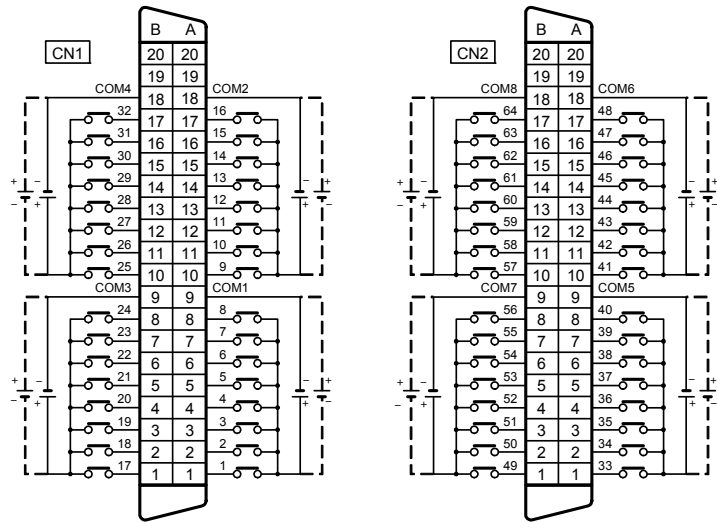 B A B A
CN1 20 20 CN2 20 20
19 19 19 19
COM4 18 18 COM2 COM8 18 18 COM6
32 17 17 16 64 17 17 48
31 16 16 15 63 16 16 47
30 15 15 14 62 15 15 46
+ − 29 14 14 13 − + + − 61 14 14 45 − +
− + 28 13 13 12 + − − + 60 13 13 44 + −
27 12 12 11 59 12 12 43
26 11 11 10 58 11 11 42
25 10 10 9 57 10 10 41
COM3 9 9 COM1 COM7 9 9 COM5
24 8 8 8 56 8 8 40
23 7 7 7 55 7 7 39
22 6 6 6 54 6 6 38
+ − 21 5 5 5 − + + − 53 5 5 37 − +
− + 20 4 4 4 + − − + 52 4 4 36 + −
19 3 3 3 51 3 3 35
18 2 2 2 50 2 2 34
17 1 1 1 49 1 1 33